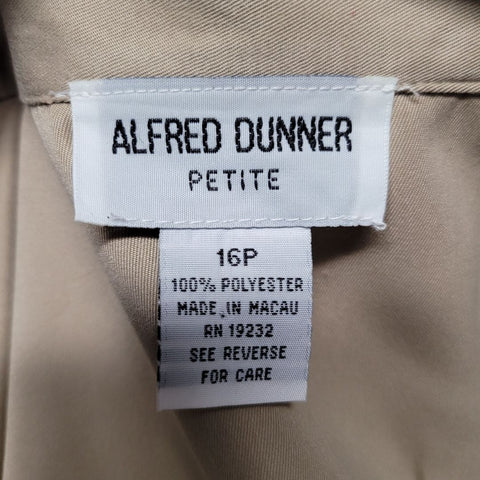 ALFRED DUNNER
PETITE
16P
100% POLYESTER
MADE IN MACAU
RN 19232
SEE REVERSE
FOR CARE